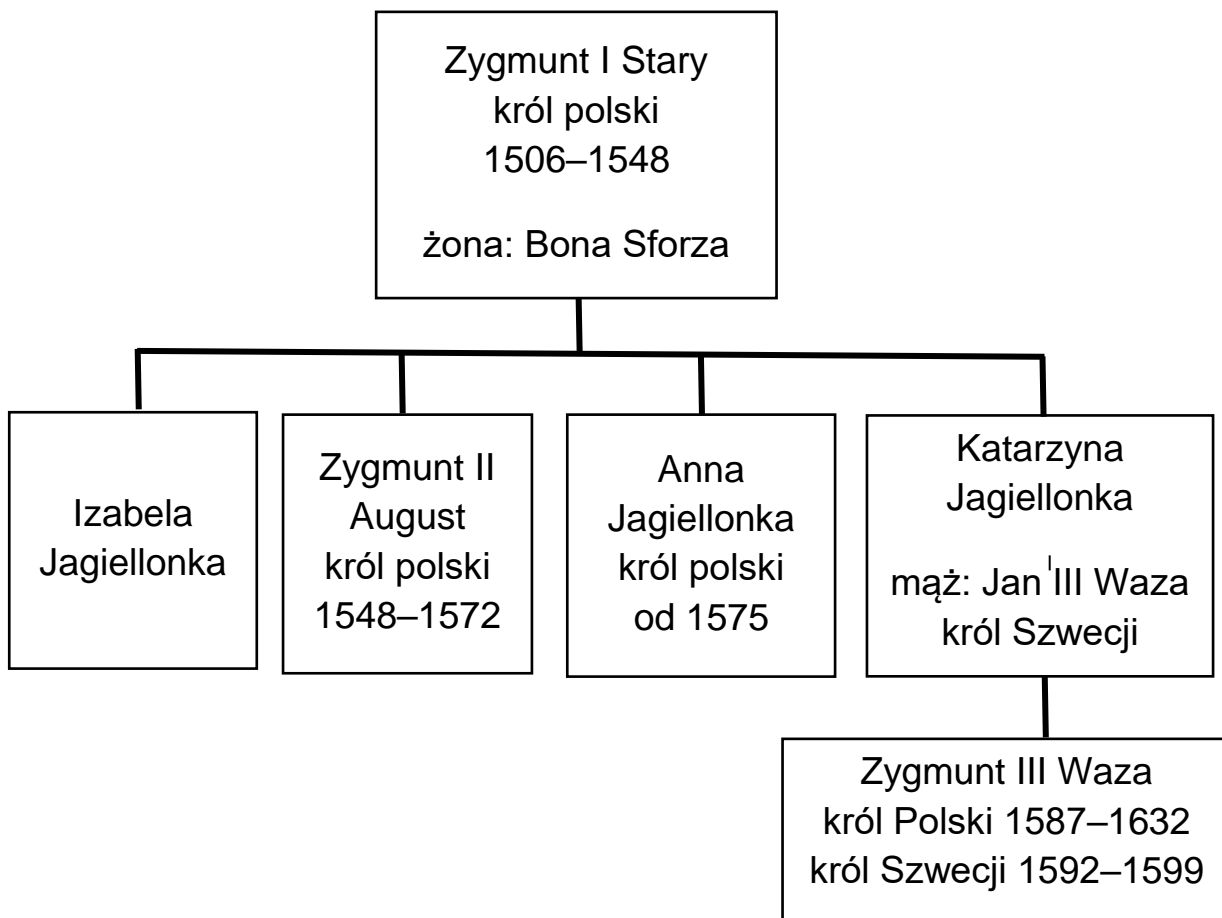 Zygmunt I Stary
król polski
1506–1548
żona: Bona Sforza
Izabela
Jagiellonka
Zygmunt II
August
król polski
1548–1572
Anna
Jagiellonka
król polski
od 1575
Katarzyna
Jagiellonka
mąż: Jan III Waza
król Szwecji
Zygmunt III Waza
król Polski 1587–1632
król Szwecji 1592–1599